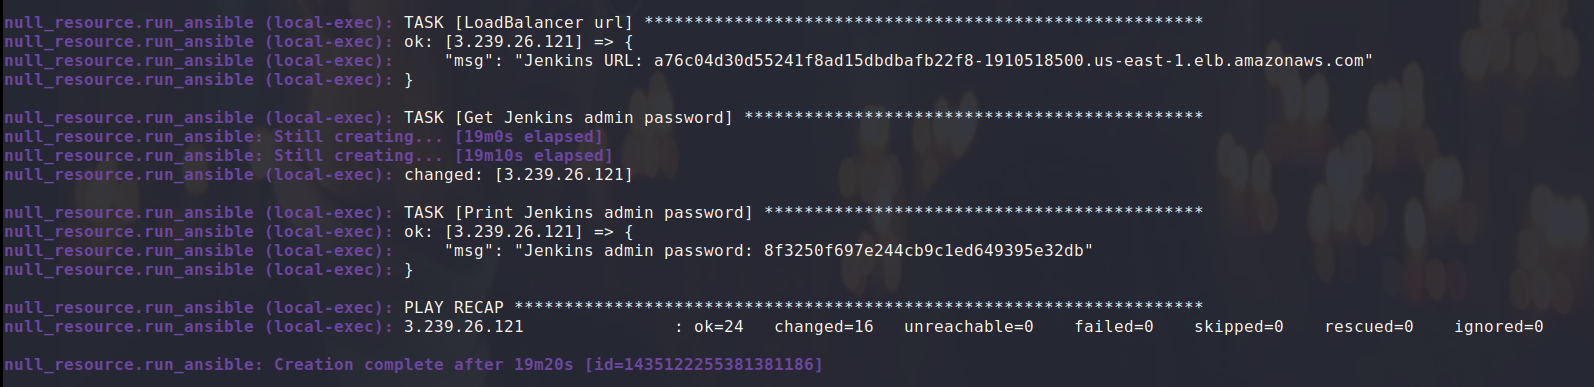 null_resource.run_ansible (local-exec): TASK [LoadBalancer url] ********************************************************
null_resource.run_ansible (local-exec): ok: [3.239.26.121] => {
null_resource.run_ansible (local-exec):     "msg": "Jenkins URL: a76c04d30d55241f8ad15dbdbafb22f8-1910518500.us-east-1.elb.amazonaws.com"
null_resource.run_ansible (local-exec): }
null_resource.run_ansible (local-exec): TASK [Get Jenkins admin password] **********************************************
null_resource.run_ansible: Still creating... [19m0s elapsed]
null_resource.run_ansible: Still creating... [19m10s elapsed]
null_resource.run_ansible (local-exec): changed: [3.239.26.121]
null_resource.run_ansible (local-exec): TASK [Print Jenkins admin password] ********************************************
null_resource.run_ansible (local-exec): ok: [3.239.26.121] => {
null_resource.run_ansible (local-exec):     "msg": "Jenkins admin password: 8f3250f697e244cb9c1ed649395e32db"
null_resource.run_ansible (local-exec): }
null_resource.run_ansible (local-exec): PLAY RECAP *********************************************************************
null_resource.run_ansible (local-exec): 3.239.26.121               : ok=24   changed=16   unreachable=0    failed=0    skipped=0    rescued=0    ignored=0
null_resource.run_ansible: Creation complete after 19m20s [id=1435122255381381186]